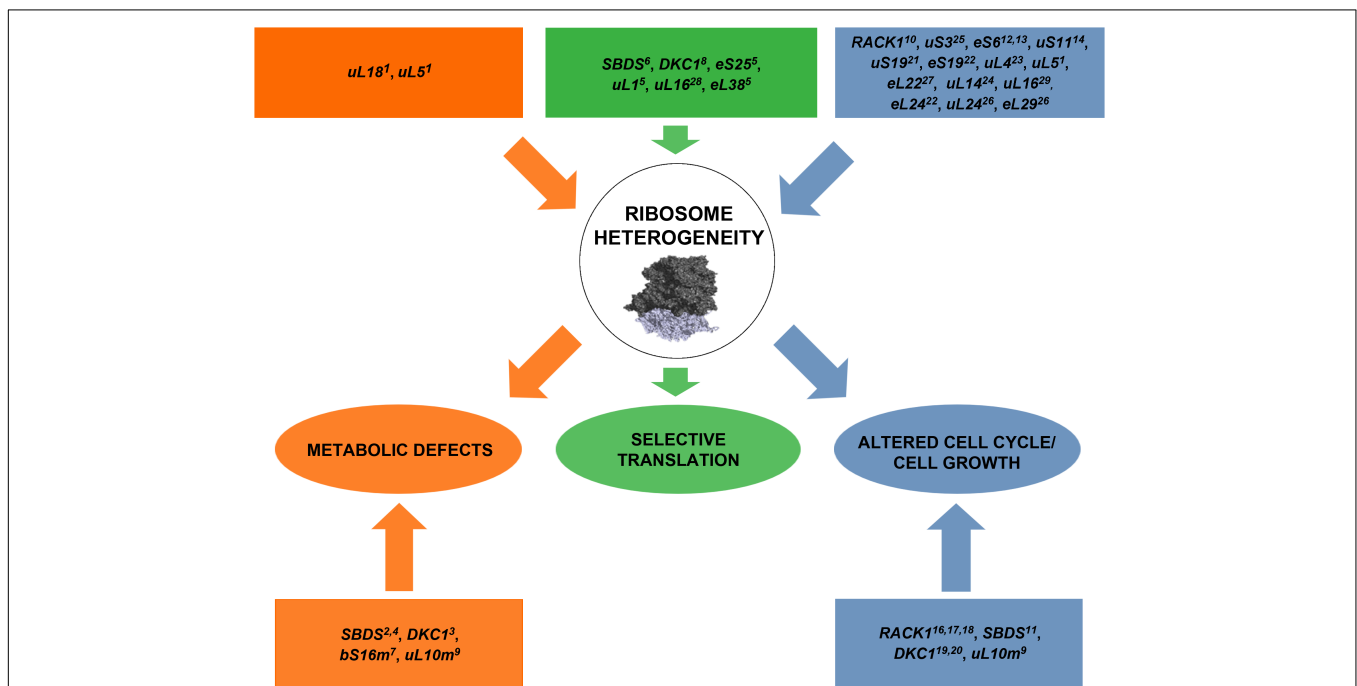 uL18¹, uL5¹
SBDS⁶, DKC1⁸, eS25⁵,
uL1⁵, uL16²⁸, eL38⁵
RACK1¹⁰, uS3²⁵, eS6¹²,¹³, uS11¹⁴,
uS19²¹, eS19²², uL4²³, uL5¹,
eL22²⁷, uL14²⁴, uL16²⁹,
eL24²², uL24²⁶, eL29²⁶
RIBOSOME
HETEROGENEITY
METABOLIC DEFECTS
SELECTIVE
TRANSLATION
ALTERED CELL CYCLE/
CELL GROWTH
SBDS²,⁴, DKC1³,
bS16m⁷, uL10m⁹
RACK1¹⁶,¹⁷,¹⁸, SBDS¹¹,
DKC1¹⁹,²⁰, uL10m⁹